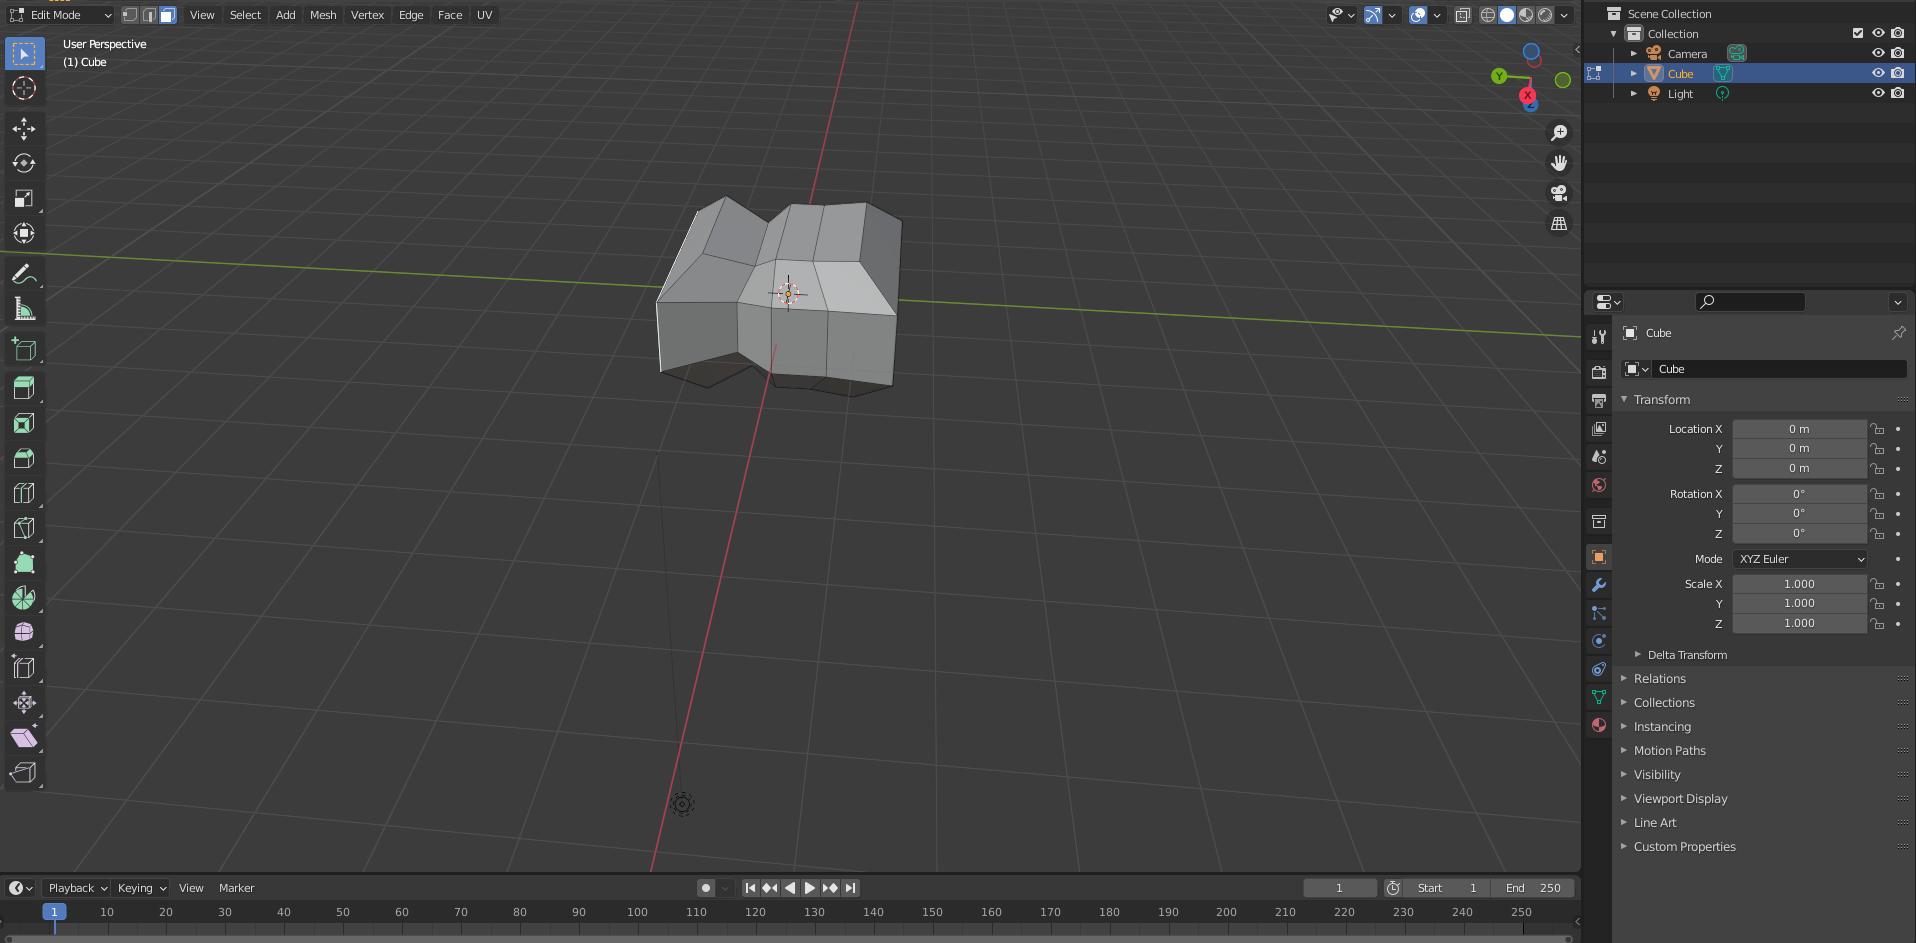 Edit Mode View Select Add Mesh Vertex Edge Face UV
User Perspective
(1) Cube
Y
X
Z
Scene Collection
Collection
Camera
Cube
Light
Cube
Cube
Transform
Location X 0 m
Y 0 m
Z 0 m
Rotation X 0°
Y 0°
Z 0°
Mode XYZ Euler
Scale X 1.000
Y 1.000
Z 1.000
Delta Transform
Relations
Collections
Instancing
Motion Paths
Visibility
Viewport Display
Line Art
Custom Properties
Playback Keying View Marker 1 Start 1 End 250
1 10 20 30 40 50 60 70 80 90 100 110 120 130 140 150 160 170 180 190 200 210 220 230 240 250